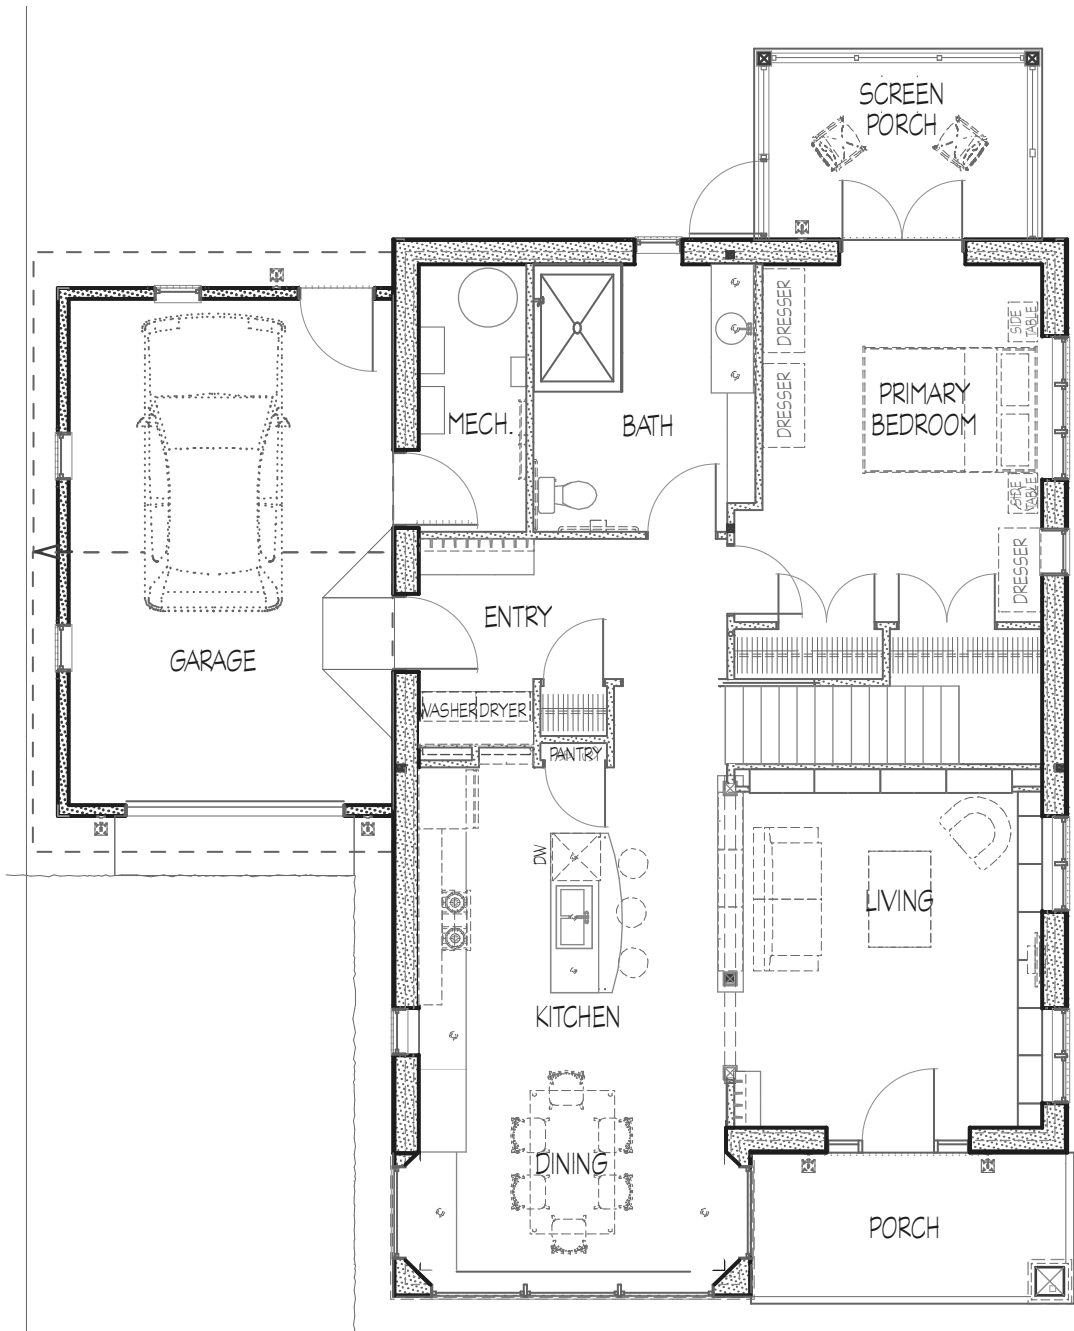 SCREEN
PORCH
DRESSER
SIDE
TABLE
PRIMARY
BEDROOM
DRESSER
MECH.
BATH
SIDE
TABLE
DRESSER
ENTRY
GARAGE
WASHER
DRYER
PANTRY
DW
LIVING
KITCHEN
DINING
PORCH